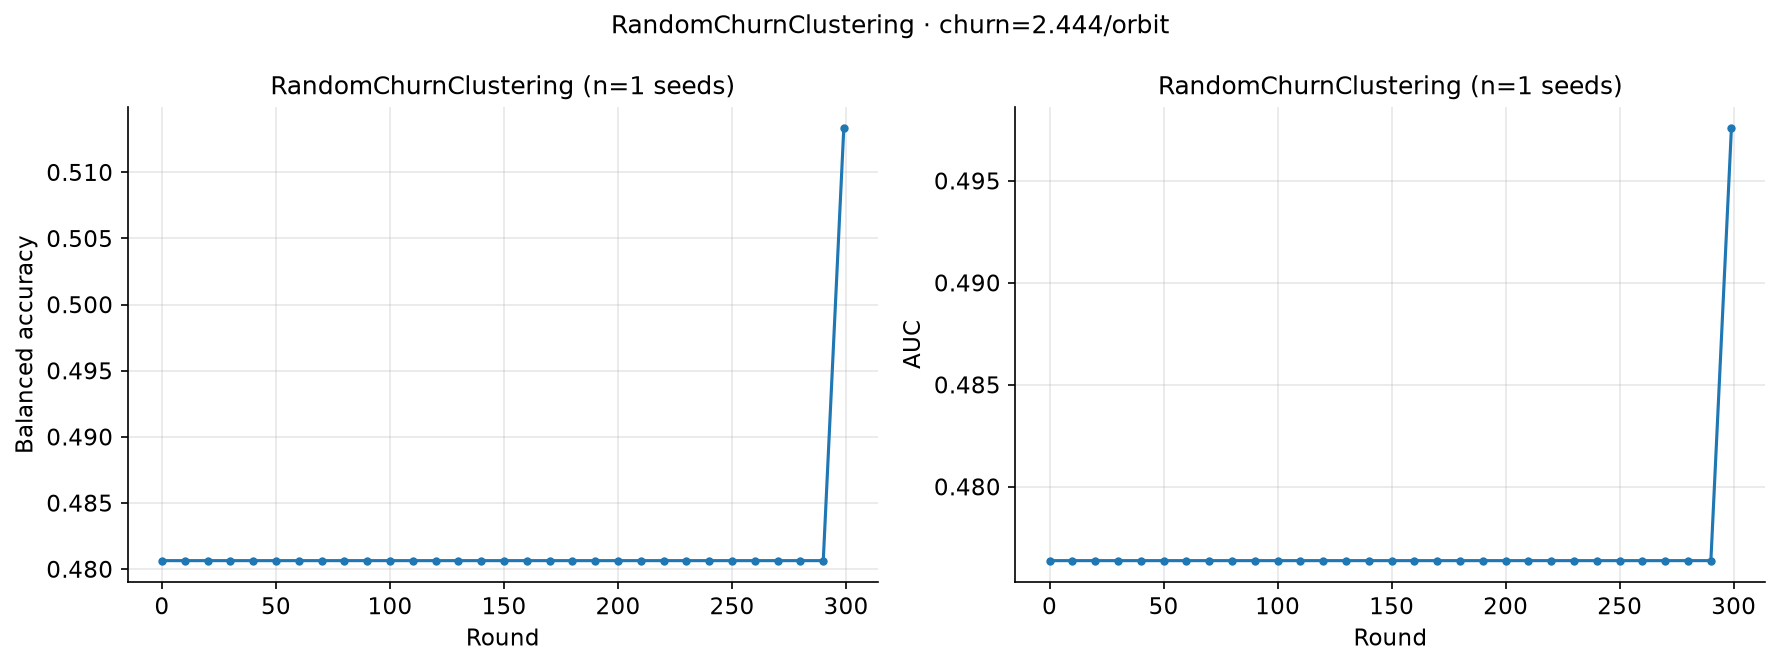 RandomChurnClustering · churn=2.444/orbit
RandomChurnClustering (n=1 seeds)
Balanced accuracy
0.510
0.505
0.500
0.495
0.490
0.485
0.480
0 50 100 150 200 250 300
Round
RandomChurnClustering (n=1 seeds)
AUC
0.495
0.490
0.485
0.480
0 50 100 150 200 250 300
Round